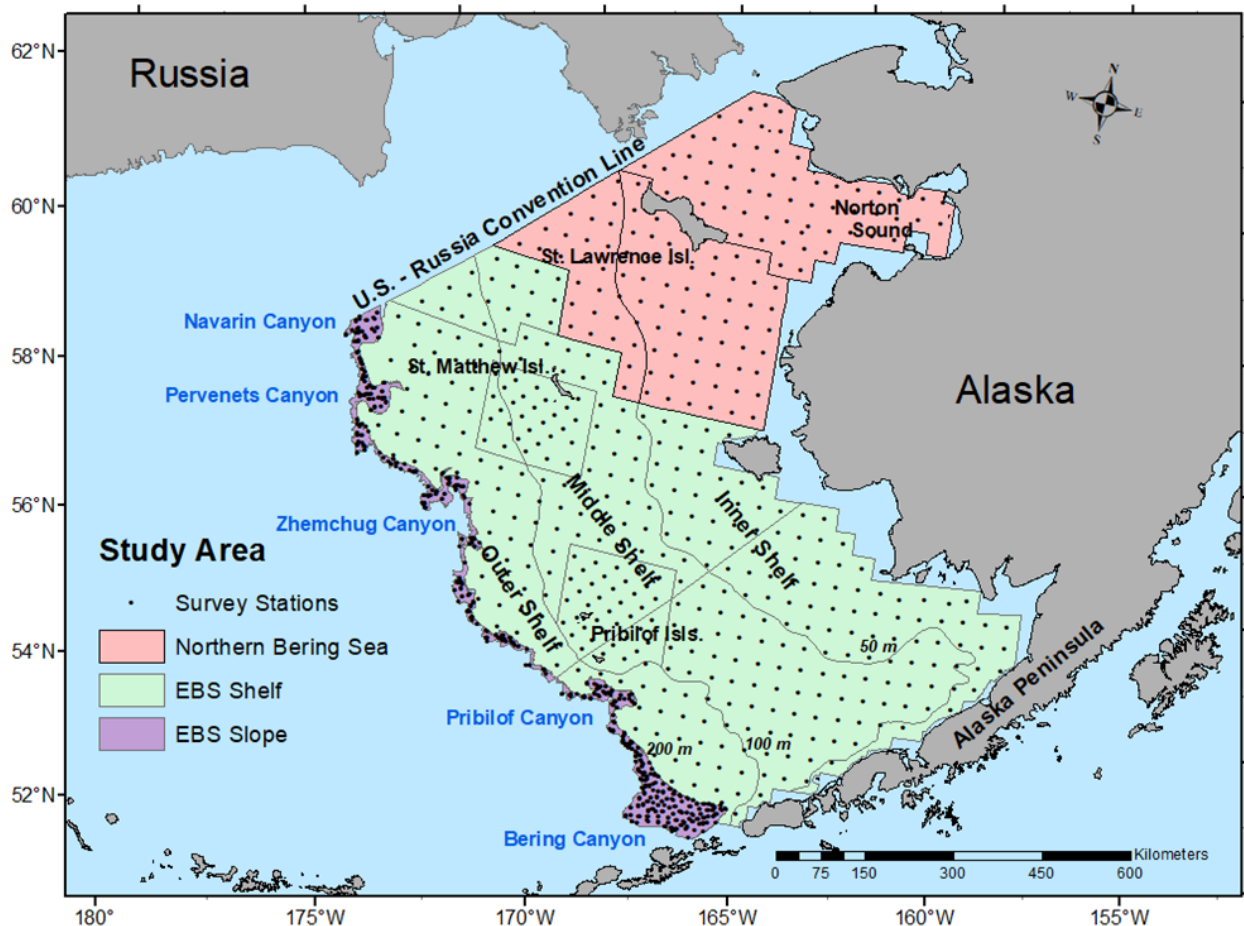 62°N
Russia
N
W
E
S
U.S. - Russia Convention Line
60°N
Norton
Sound
St. Lawrence Isl.
Navarin Canyon
58°N
St. Matthew Isl.
Pervenets Canyon
Alaska
56°N
Middle Shelf
Inner Shelf
Zhemchug Canyon
Study Area
Outer Shelf
Survey Stations
Pribilof Isls.
Northern Bering Sea
54°N
50 m
Alaska Peninsula
EBS Shelf
Pribilof Canyon
EBS Slope
200 m
100 m
52°N
Bering Canyon
Kilometers
0 75 150 300 450 600
180° 175°W 170°W 165°W 160°W 155°W